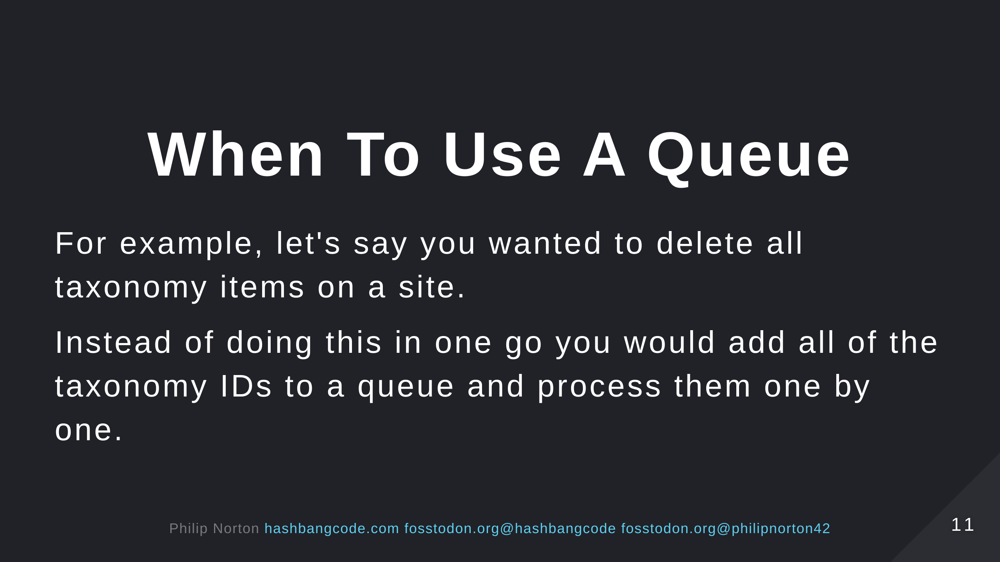 When To Use A Queue
For example, let's say you wanted to delete all
taxonomy items on a site.
Instead of doing this in one go you would add all of the
taxonomy IDs to a queue and process them one by
one.
Philip Norton hashbangcode.com fosstodon.org@hashbangcode fosstodon.org@philipnorton42
11